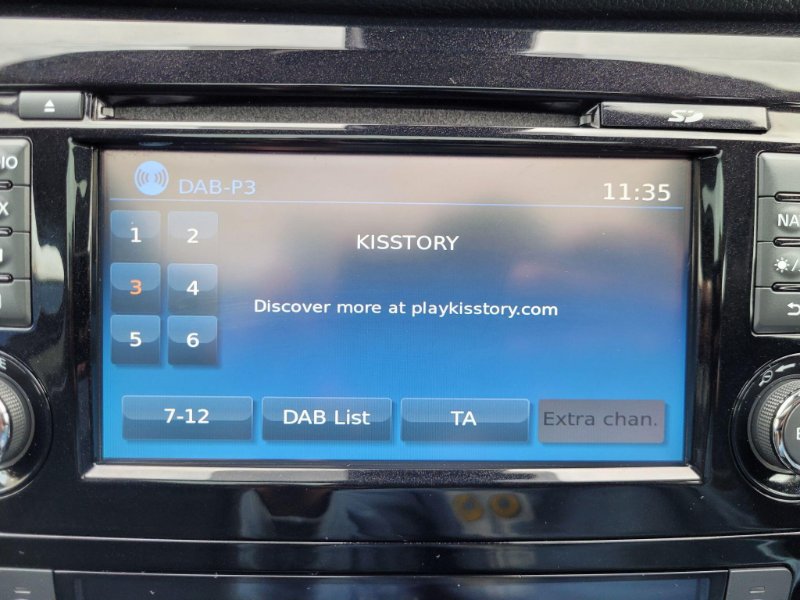 SD
DAB-P3
11:35
1 2
KISSTORY
3 4
Discover more at playkisstory.com
5 6
7-12 DAB List TA Extra chan.